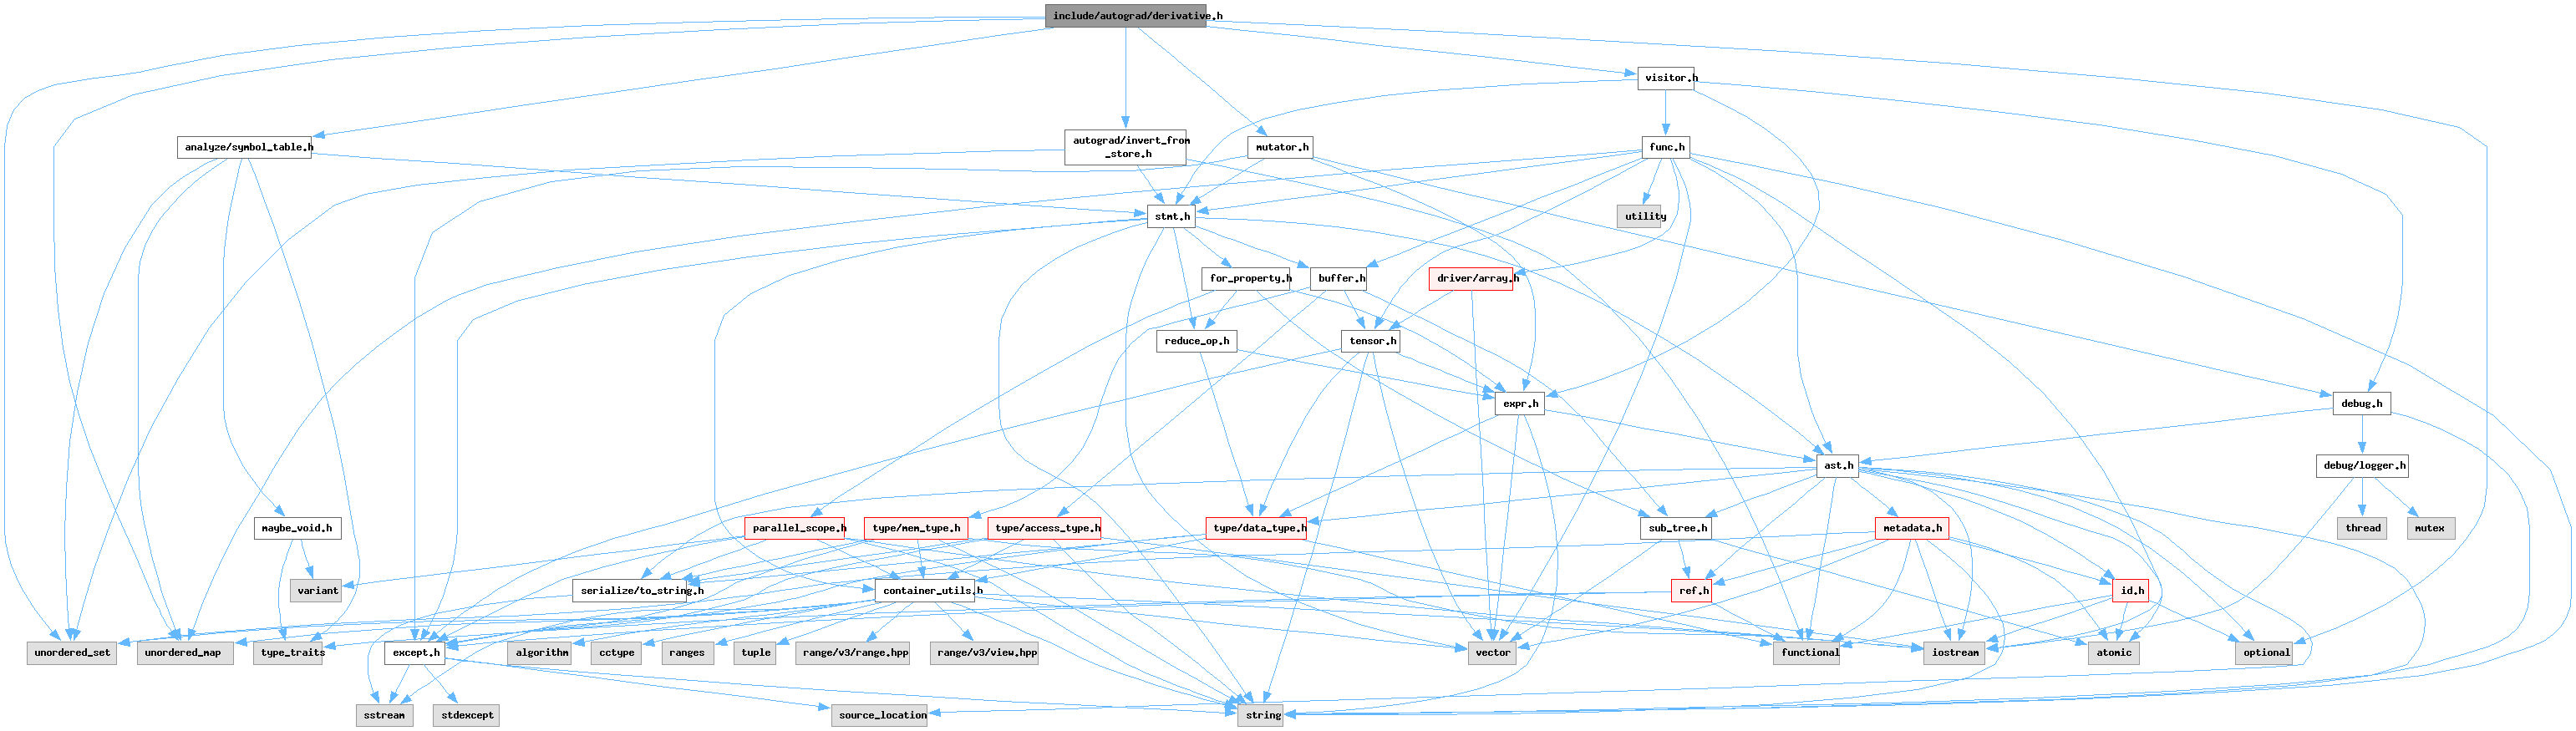 include/autograd/derivative.h
visitor.h
analyze/symbol_table.h
autograd/invert_from
_store.h
mutator.h
func.h
stmt.h
utility
for_property.h
buffer.h
driver/array.h
reduce_op.h
tensor.h
expr.h
debug.h
ast.h
debug/logger.h
maybe_void.h
parallel_scope.h
type/mem_type.h
type/access_type.h
type/data_type.h
sub_tree.h
metadata.h
thread
mutex
variant
serialize/to_string.h
container_utils.h
ref.h
id.h
unordered_set
unordered_map
type_traits
except.h
algorithm
cctype
ranges
tuple
range/v3/range.hpp
range/v3/view.hpp
vector
functional
iostream
atomic
optional
sstream
stdexcept
source_location
string